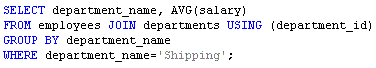 SELECT department_name, AVG(salary)
FROM employees JOIN departments USING (department_id)
GROUP BY department_name
WHERE department_name='Shipping';